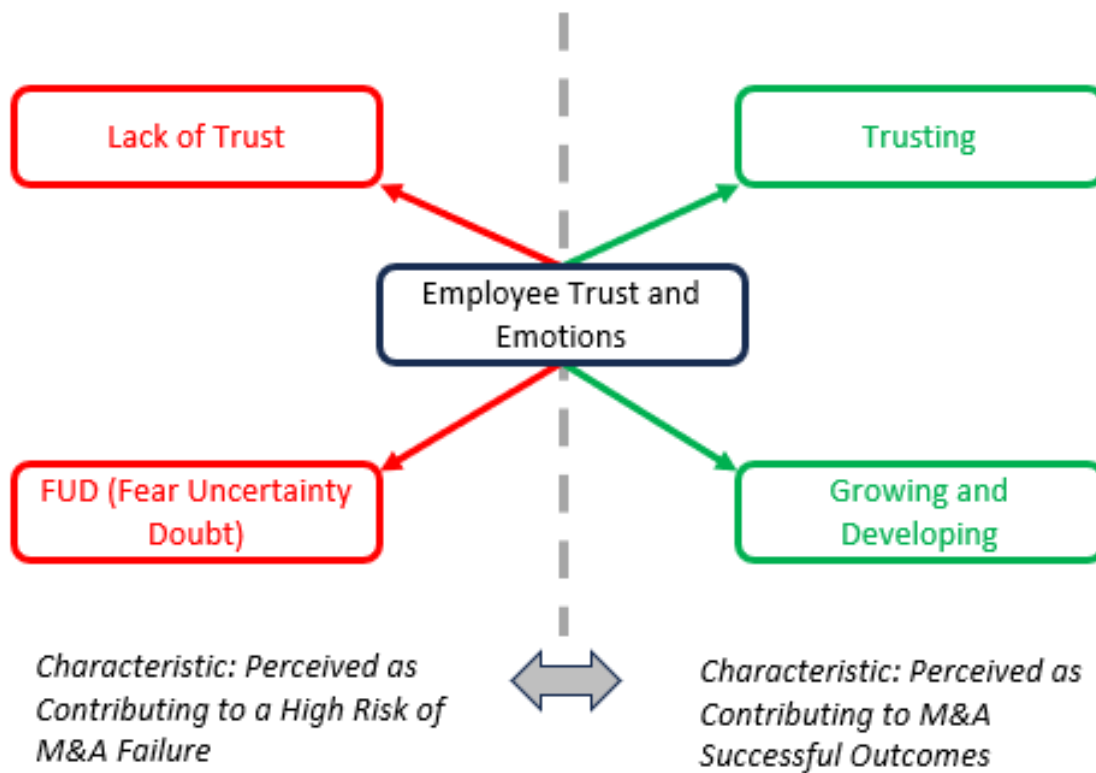 Lack of Trust
Trusting
Employee Trust and
Emotions
FUD (Fear Uncertainty
Doubt)
Growing and
Developing
Characteristic: Perceived as
Contributing to a High Risk of
M&A Failure
Characteristic: Perceived as
Contributing to M&A
Successful Outcomes